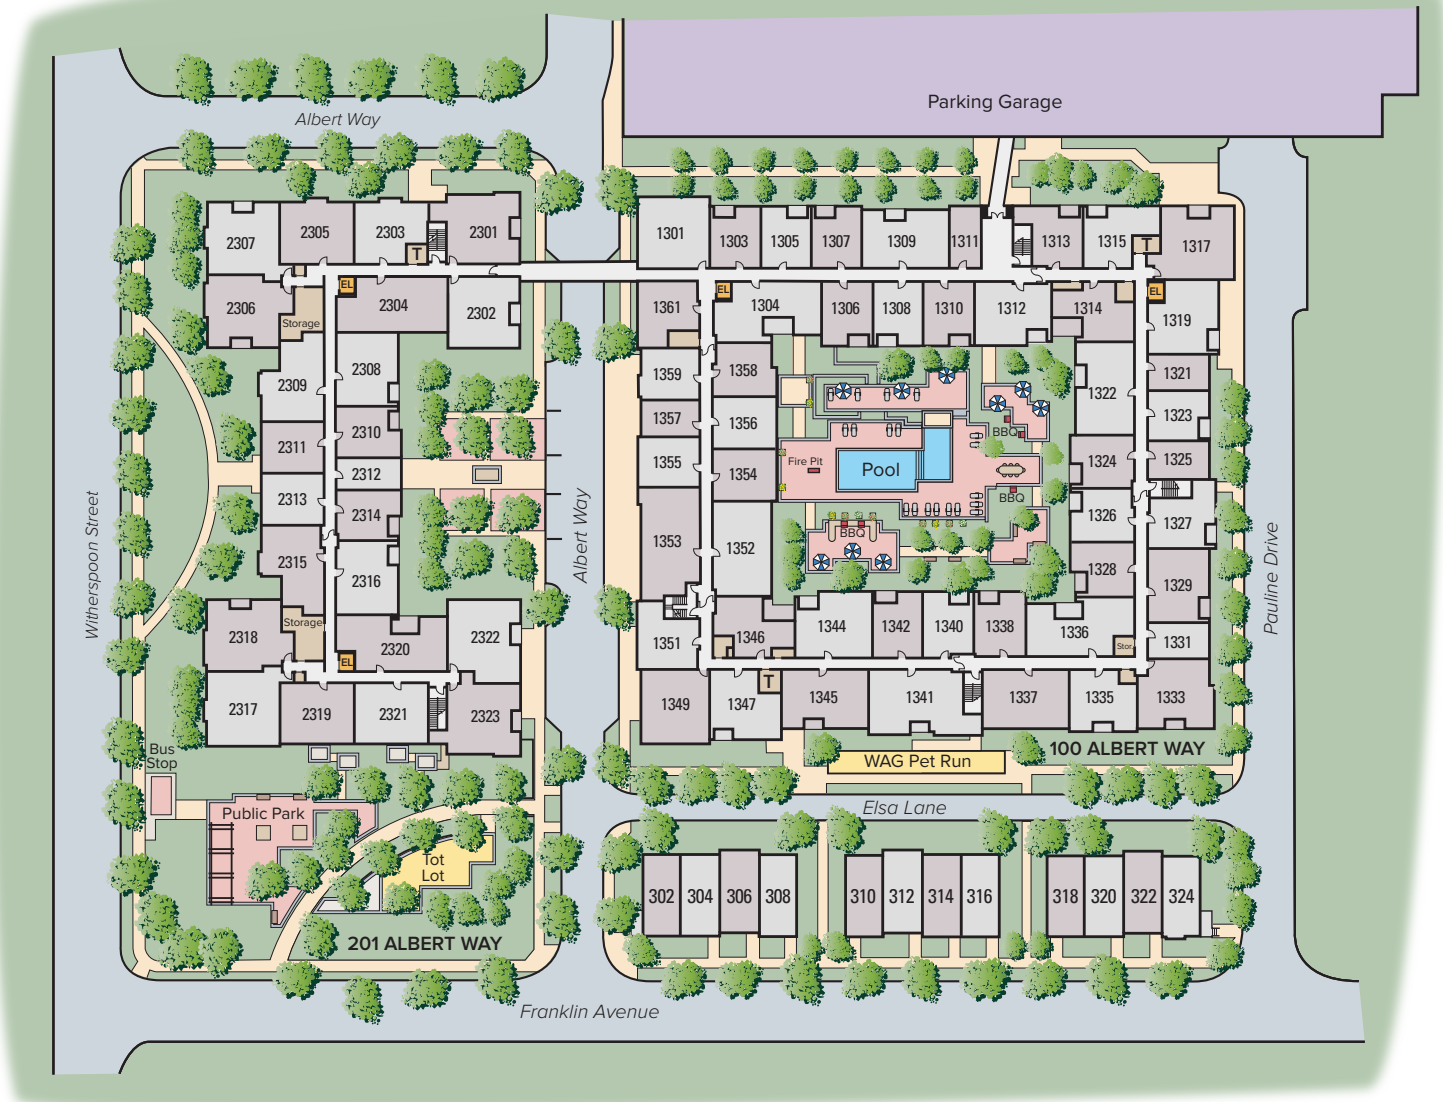 Parking Garage
Albert Way
2307
2305
2303
2301
T
1301
1303
1305
1307
1309
1311
1313
1315
T
1317
2306
EL
2304
2302
Storage
1361
EL
1304
1306
1308
1310
1312
1314
EL
1319
2309
2308
1359
1358
1322
1321
1323
2311
2310
1357
1356
BBQ
1324
1325
2313
2312
1355
1354
Fire Pit
Pool
BBQ
2314
1326
1327
Witherspoon Street
Albert Way
Pauline Drive
2315
2316
1353
1352
BBQ
1328
1329
2318
Storage
2320
2322
EL
1351
1346
1344
1342
1340
1338
1336
Stor.
1331
2317
2319
2321
2323
1349
1347
T
1345
1341
1337
1335
1333
Bus
Stop
WAG Pet Run
100 ALBERT WAY
Elsa Lane
Public Park
Tot
Lot
302
304
306
308
310
312
314
316
318
320
322
324
201 ALBERT WAY
Franklin Avenue